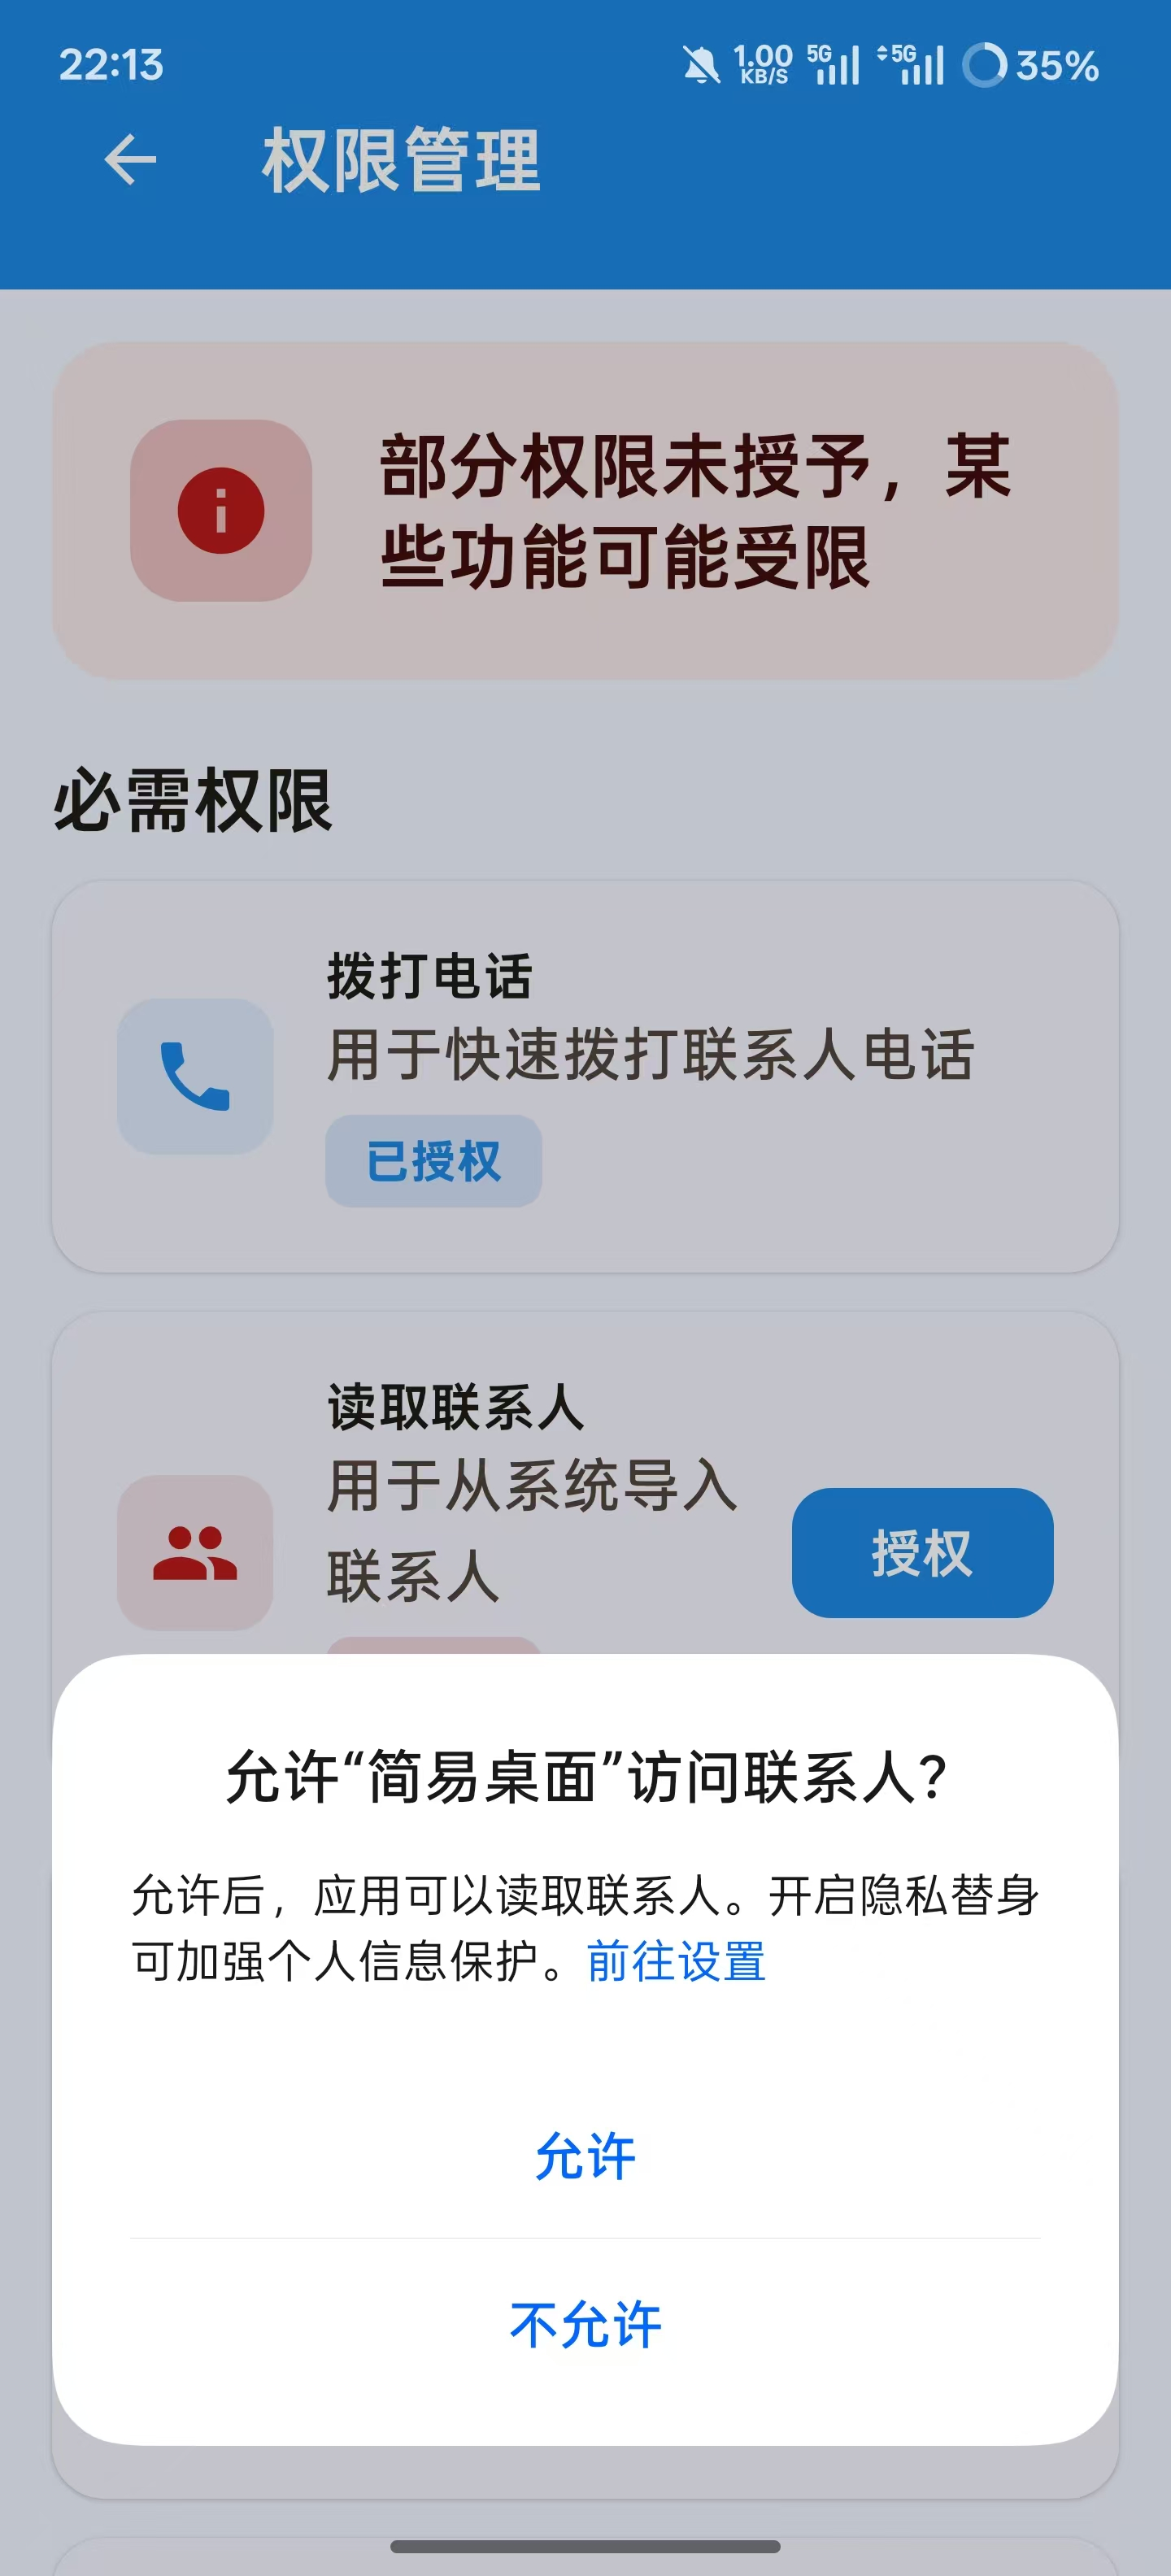 22:13
1.00 KB/S 5G 5G 35%
权限管理
部分权限未授予，某
些功能可能受限
必需权限
拨打电话
用于快速拨打联系人电话
已授权
读取联系人
用于从系统导入
联系人
授权
允许“简易桌面”访问联系人？
允许后，应用可以读取联系人。开启隐私替身
可加强个人信息保护。前往设置
允许
不允许